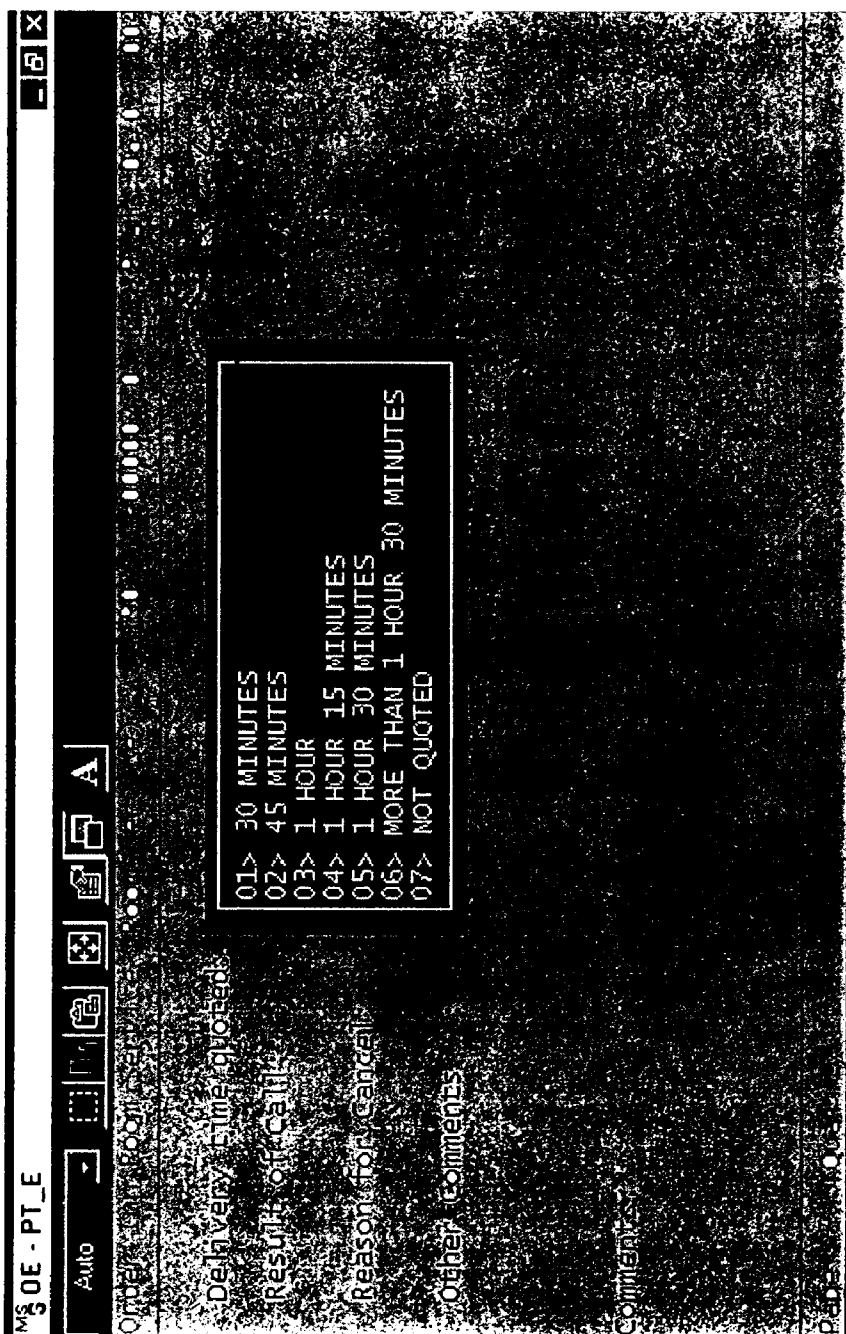 OE - PT_E
Auto
A
Delivery time quoted:
01> 30 MINUTES
02> 45 MINUTES
03> 1 HOUR
04> 1 HOUR 15 MINUTES
05> 1 HOUR 30 MINUTES
06> MORE THAN 1 HOUR 30 MINUTES
07> NOT QUOTED
Result of Call:
Reason for Cancel:
Other Comments
Comments: